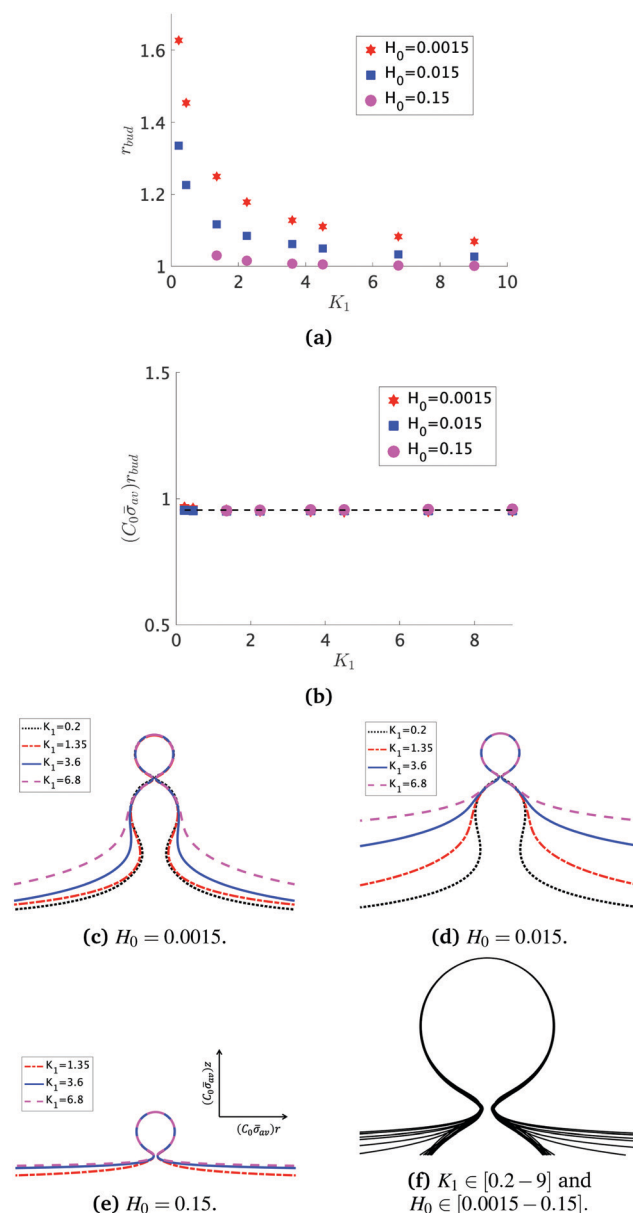 1.6
1.4
1.2
1
r_bud
H_0=0.0015
H_0=0.015
H_0=0.15
0 2 4 6 8 10
K_1
(a)
1.5
1
0.5
(C_0σ̄_av)r_bud
H_0=0.0015
H_0=0.015
H_0=0.15
0 2 4 6 8
K_1
(b)
K_1=0.2
K_1=1.35
K_1=3.6
K_1=6.8
(c) H_0 = 0.0015.
K_1=0.2
K_1=1.35
K_1=3.6
K_1=6.8
(d) H_0 = 0.015.
K_1=1.35
K_1=3.6
K_1=6.8
(C_0σ̄_av)z
(C_0σ̄_av)r
(e) H_0 = 0.15.
(f) K_1 ∈ [0.2 − 9] and
H_0 ∈ [0.0015 − 0.15].